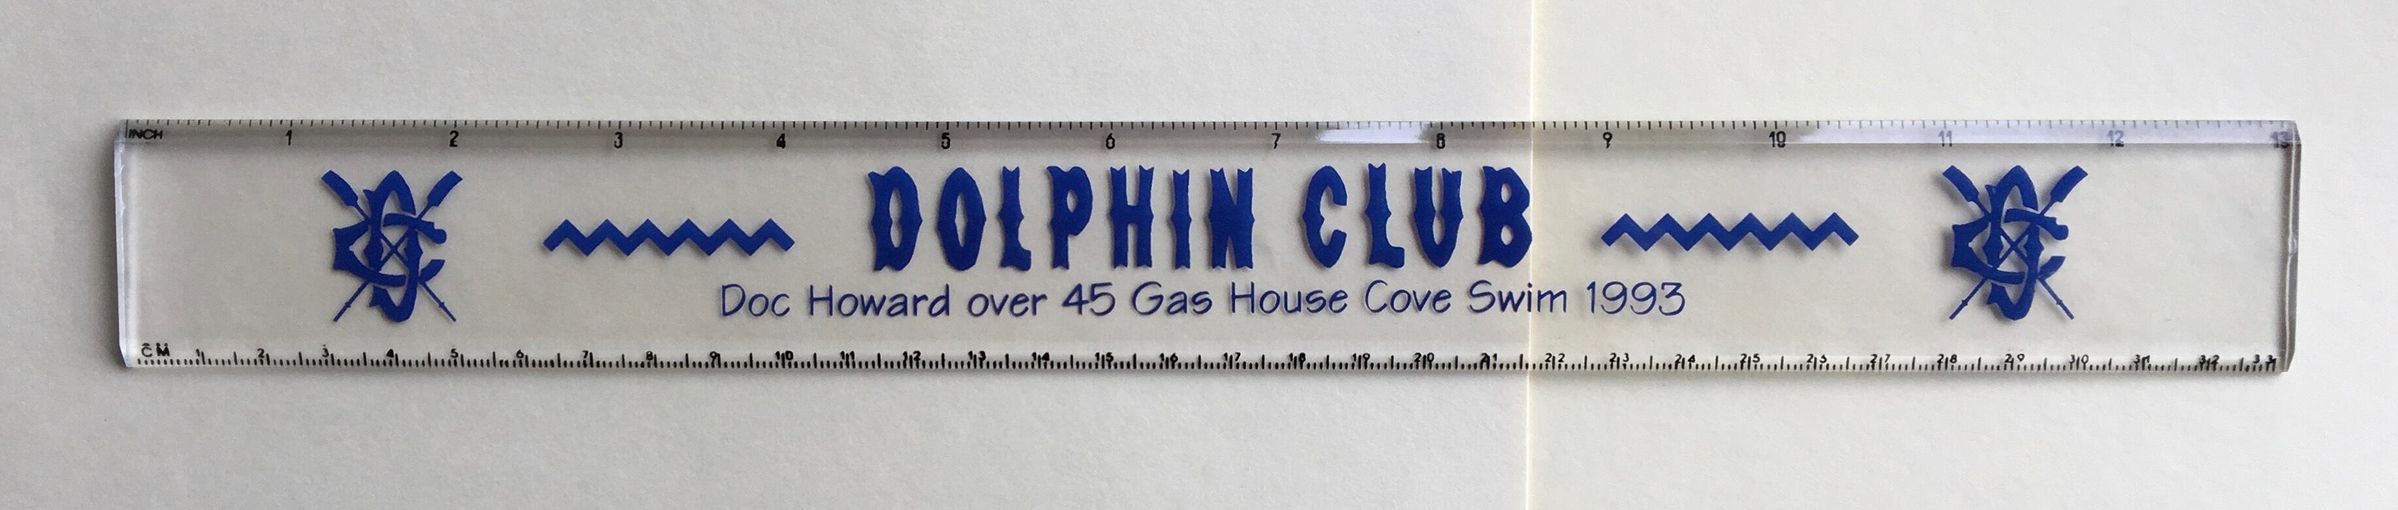 INCH 1 2 3 4 5 6 7 8 9 10 11 12 13
DOLPHIN CLUB
Doc Howard over 45 Gas House Cove Swim 1993
CM 1 2 3 4 5 6 7 8 9 10 11 12 13 14 15 16 17 18 19 20 21 22 23 24 25 25 27 28 29 30 31 32 33